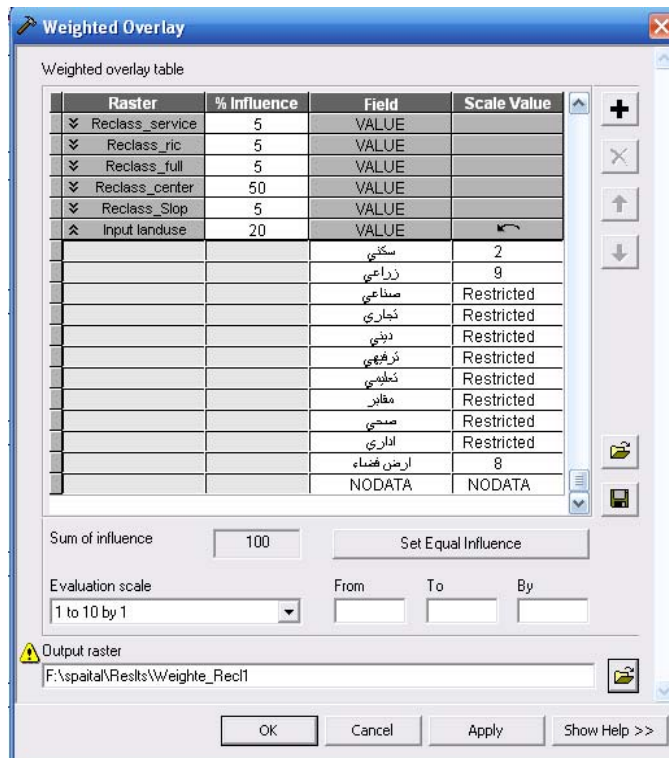 Weighted Overlay
Weighted overlay table
Raster % Influence Field Scale Value
Reclass_service 5 VALUE
Reclass_ric 5 VALUE
Reclass_full 5 VALUE
Reclass_center 50 VALUE
Reclass_Slop 5 VALUE
Input landuse 20 VALUE
سكني 2
زراعي 9
صناعي Restricted
تجاري Restricted
ديني Restricted
ترفيهي Restricted
تعليمي Restricted
مقابر Restricted
صحي Restricted
اداري Restricted
ارض فضاء 8
NODATA NODATA
Sum of influence 100 Set Equal Influence
Evaluation scale From To By
1 to 10 by 1
Output raster
F:\spaital\Reslts\Weighte_Recl1
OK Cancel Apply Show Help >>